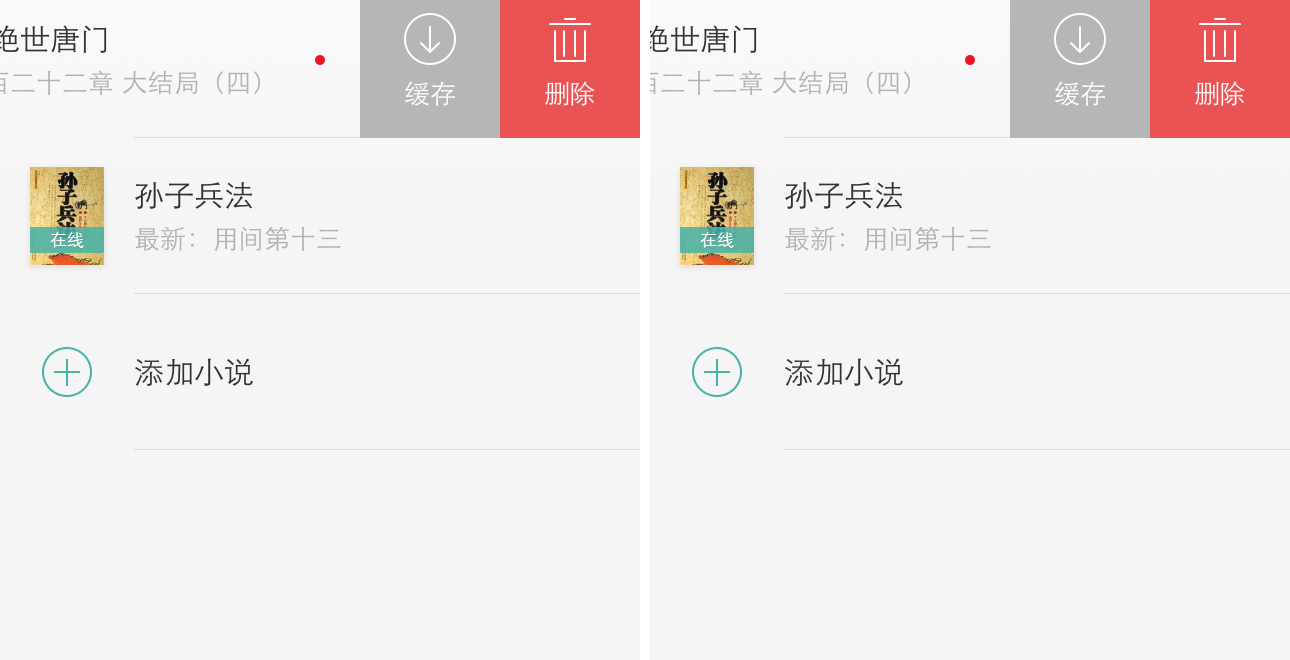 绝世唐门
百二十二章 大结局（四）
缓存
删除
孙子兵法
在线
孙子兵法
最新：用间第十三
添加小说
绝世唐门
百二十二章 大结局（四）
缓存
删除
孙子兵法
在线
孙子兵法
最新：用间第十三
添加小说